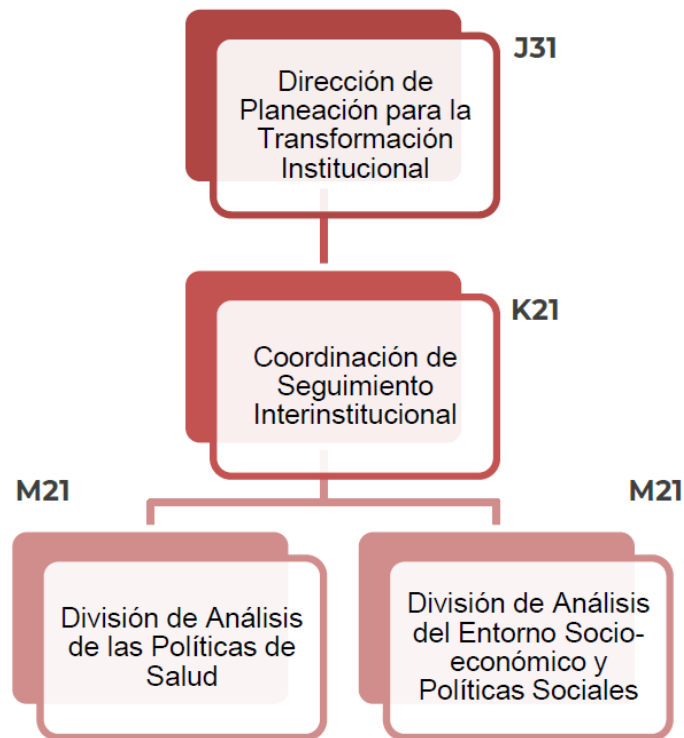 J31
Dirección de
Planeación para la
Transformación
Institucional
K21
Coordinación de
Seguimiento
Interinstitucional
M21
M21
División de Análisis
de las Políticas de
Salud
División de Análisis
del Entorno Socio-
económico y
Políticas Sociales